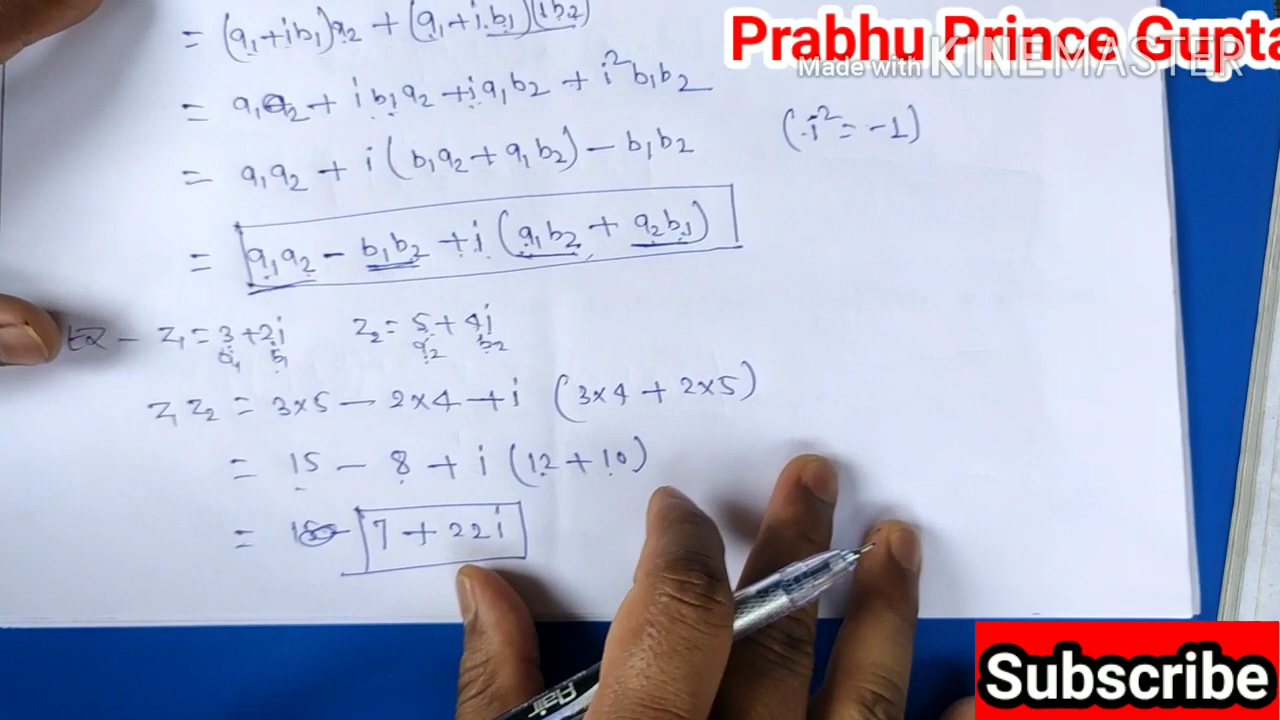 = (a₁+ib₁)a₂ + (a₁+i.b₁)(ib₂)
Prabhu Prince Gupta
Made with KINEMASTER
= a₁a₂ + ib₁a₂ + ia₁b₂ + i²b₁b₂
(i² = -1)
= a₁a₂ + i(b₁a₂ + a₁b₂) - b₁b₂
= a₁a₂ - b₁b₂ + i(a₁b₂ + a₂b₁)
EX - Z₁ = 3+2i Z₂ = 5+4i
a₁ b₁ a₂ b₂
Z₁Z₂ = 3×5 - 2×4 + i (3×4 + 2×5)
= 15 - 8 + i (12+10)
= 7+22i
Flair
Subscribe